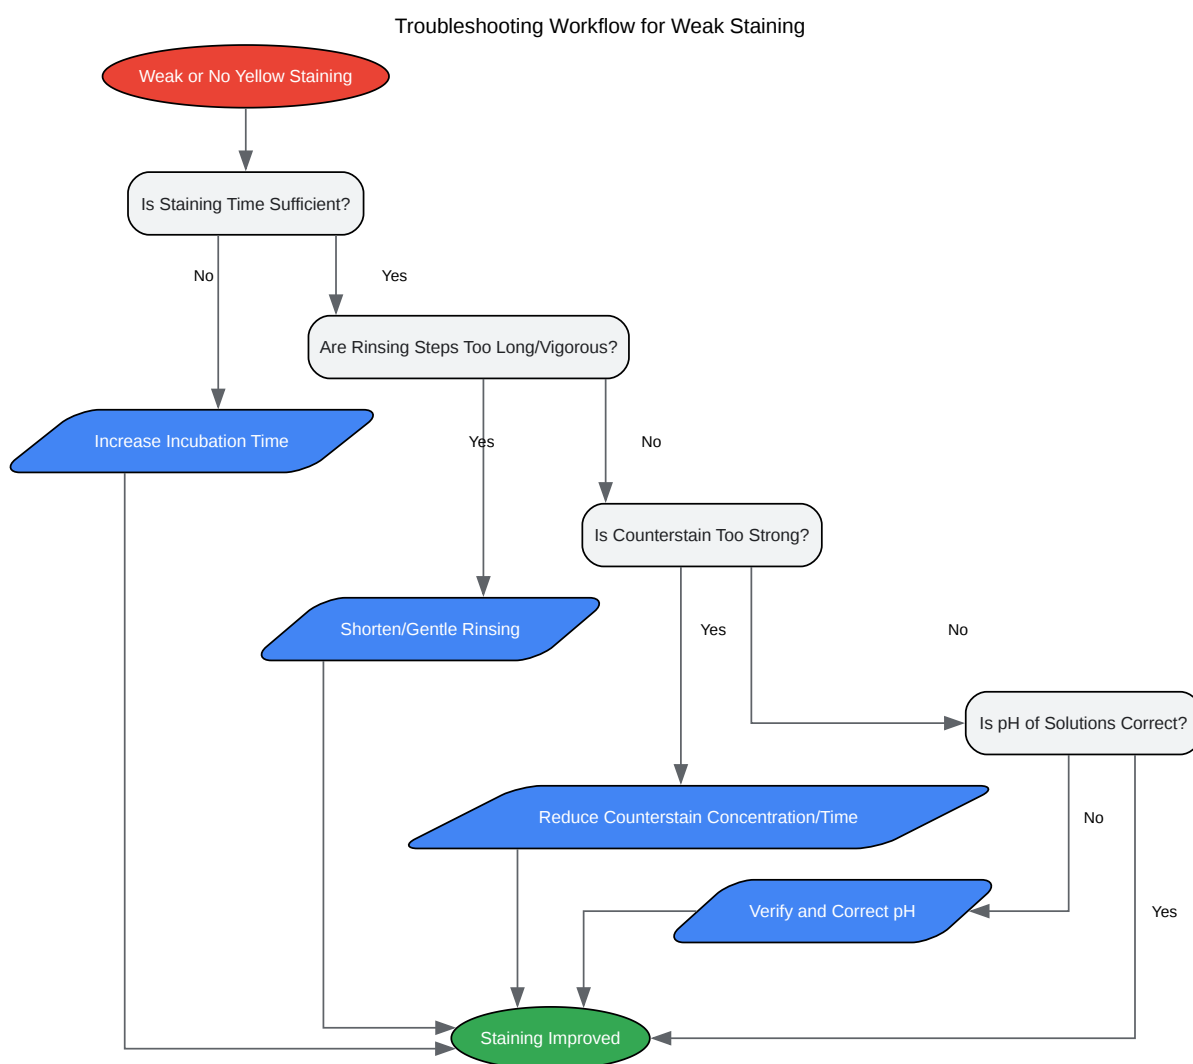 Troubleshooting Workflow for Weak Staining
Weak or No Yellow Staining
Is Staining Time Sufficient?
No
Yes
Are Rinsing Steps Too Long/Vigorous?
Increase Incubation Time
Yes
No
Is Counterstain Too Strong?
Shorten/Gentle Rinsing
Yes
No
Is pH of Solutions Correct?
Reduce Counterstain Concentration/Time
No
Verify and Correct pH
Yes
Staining Improved